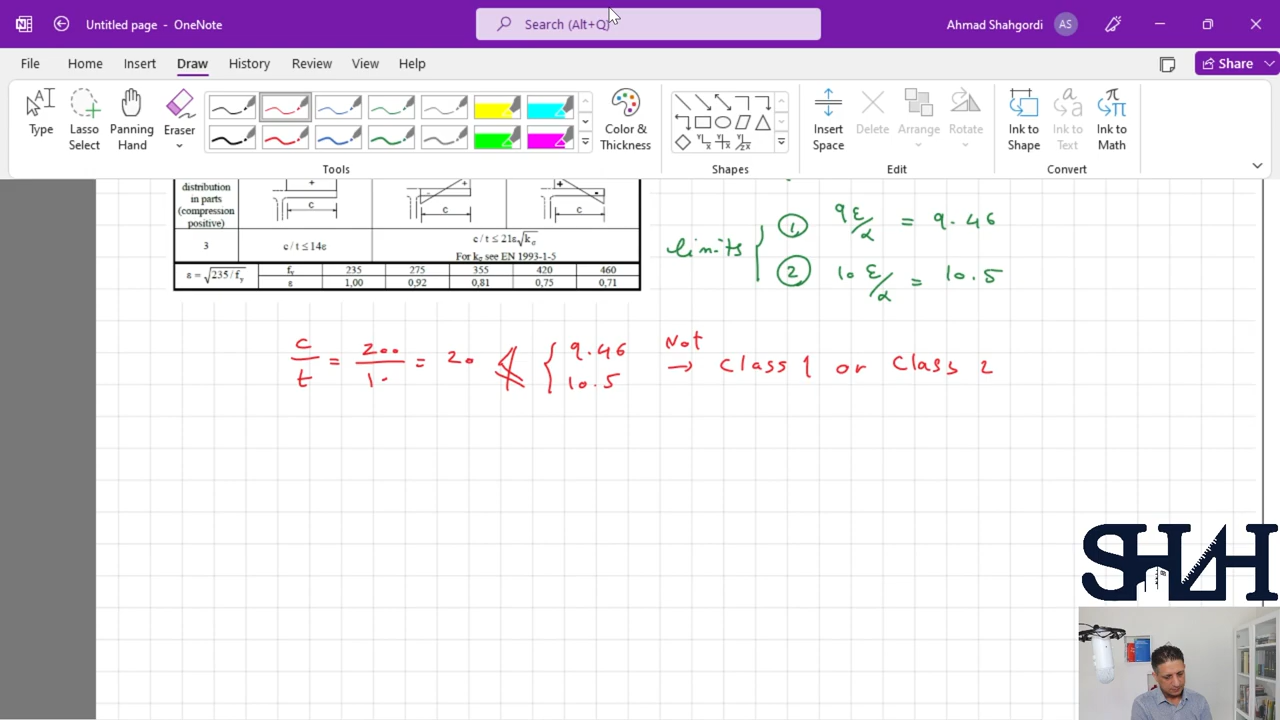 Untitled page - OneNote
Search (Alt+Q)
Ahmad Shahgordi
AS
File Home Insert Draw History Review View Help
Share
Type
Lasso Select
Panning Hand
Eraser
Color & Thickness
Insert Space
Delete
Arrange
Rotate
Ink to Shape
Ink to Text
Ink to Math
Tools
Shapes
Edit
Convert
distribution
in parts
(compression
positive)
+ + -
c c c
3 c / t ≤ 14ε c / t ≤ 21ε√kσ
For kσ see EN 1993-1-5
ε = √235/fy fy 235 275 355 420 460
ε 1,00 0,92 0,81 0,75 0,71
limits { ① 9ε/α = 9.46
② 10 ε/α = 10.5
c/t = 200/10 = 20 ≰ { 9.46 10.5 Not → Class 1 or Class 2
SHAH